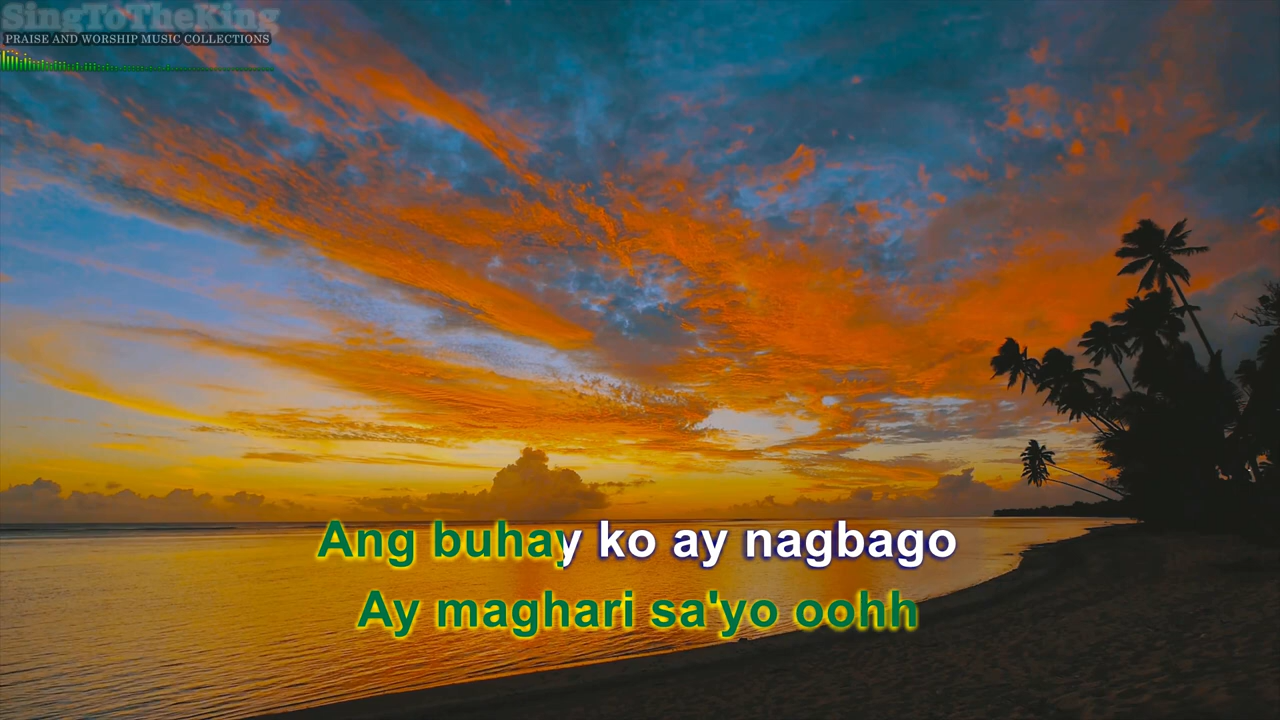 SingToTheKing
PRAISE AND WORSHIP MUSIC COLLECTIONS
Ang buhay ko ay nagbago
Ay maghari sa'yo oohh